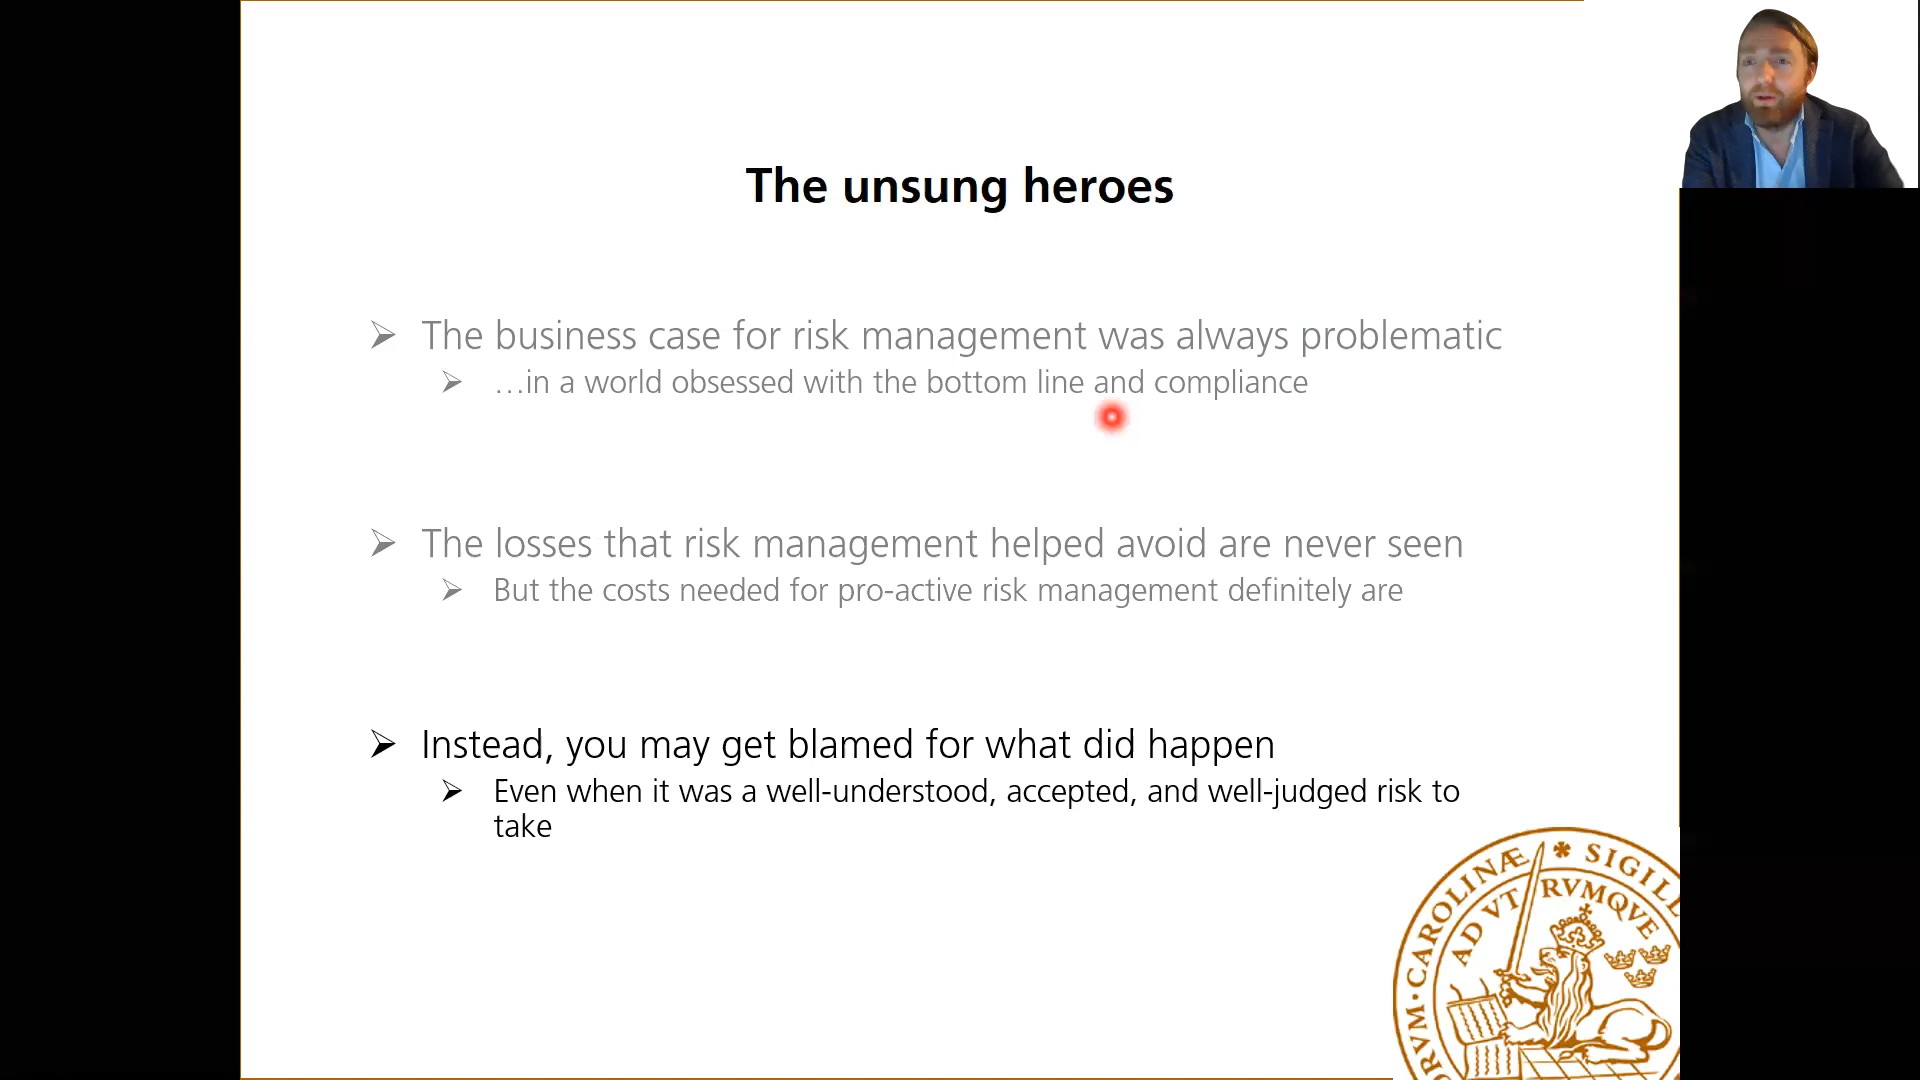 The unsung heroes
The business case for risk management was always problematic
…in a world obsessed with the bottom line and compliance
The losses that risk management helped avoid are never seen
But the costs needed for pro-active risk management definitely are
Instead, you may get blamed for what did happen
Even when it was a well-understood, accepted, and well-judged risk to
take
ORVM·CAROLINÆ * SIGILL
AD VTRVMQVE